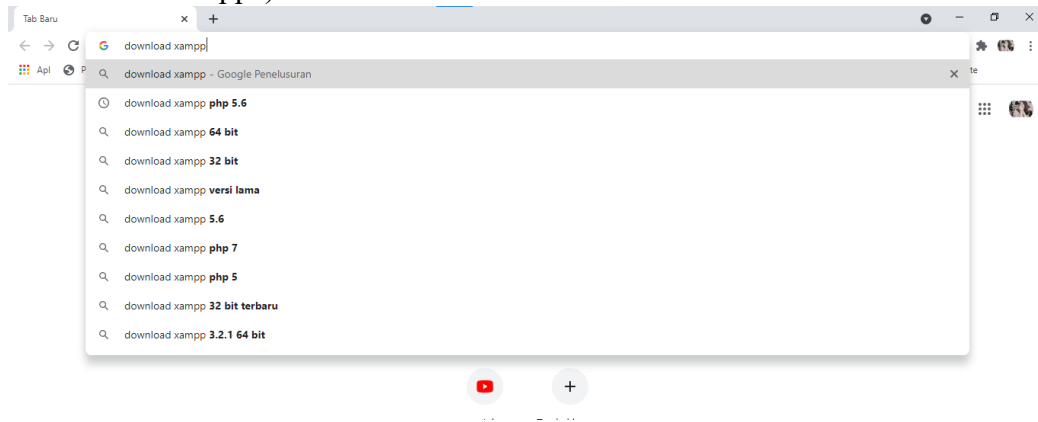 Tab Baru
download xampp
Apl
download xampp - Google Penelusuran
te
download xampp php 5.6
download xampp 64 bit
download xampp 32 bit
download xampp versi lama
download xampp 5.6
download xampp php 7
download xampp php 5
download xampp 32 bit terbaru
download xampp 3.2.1 64 bit